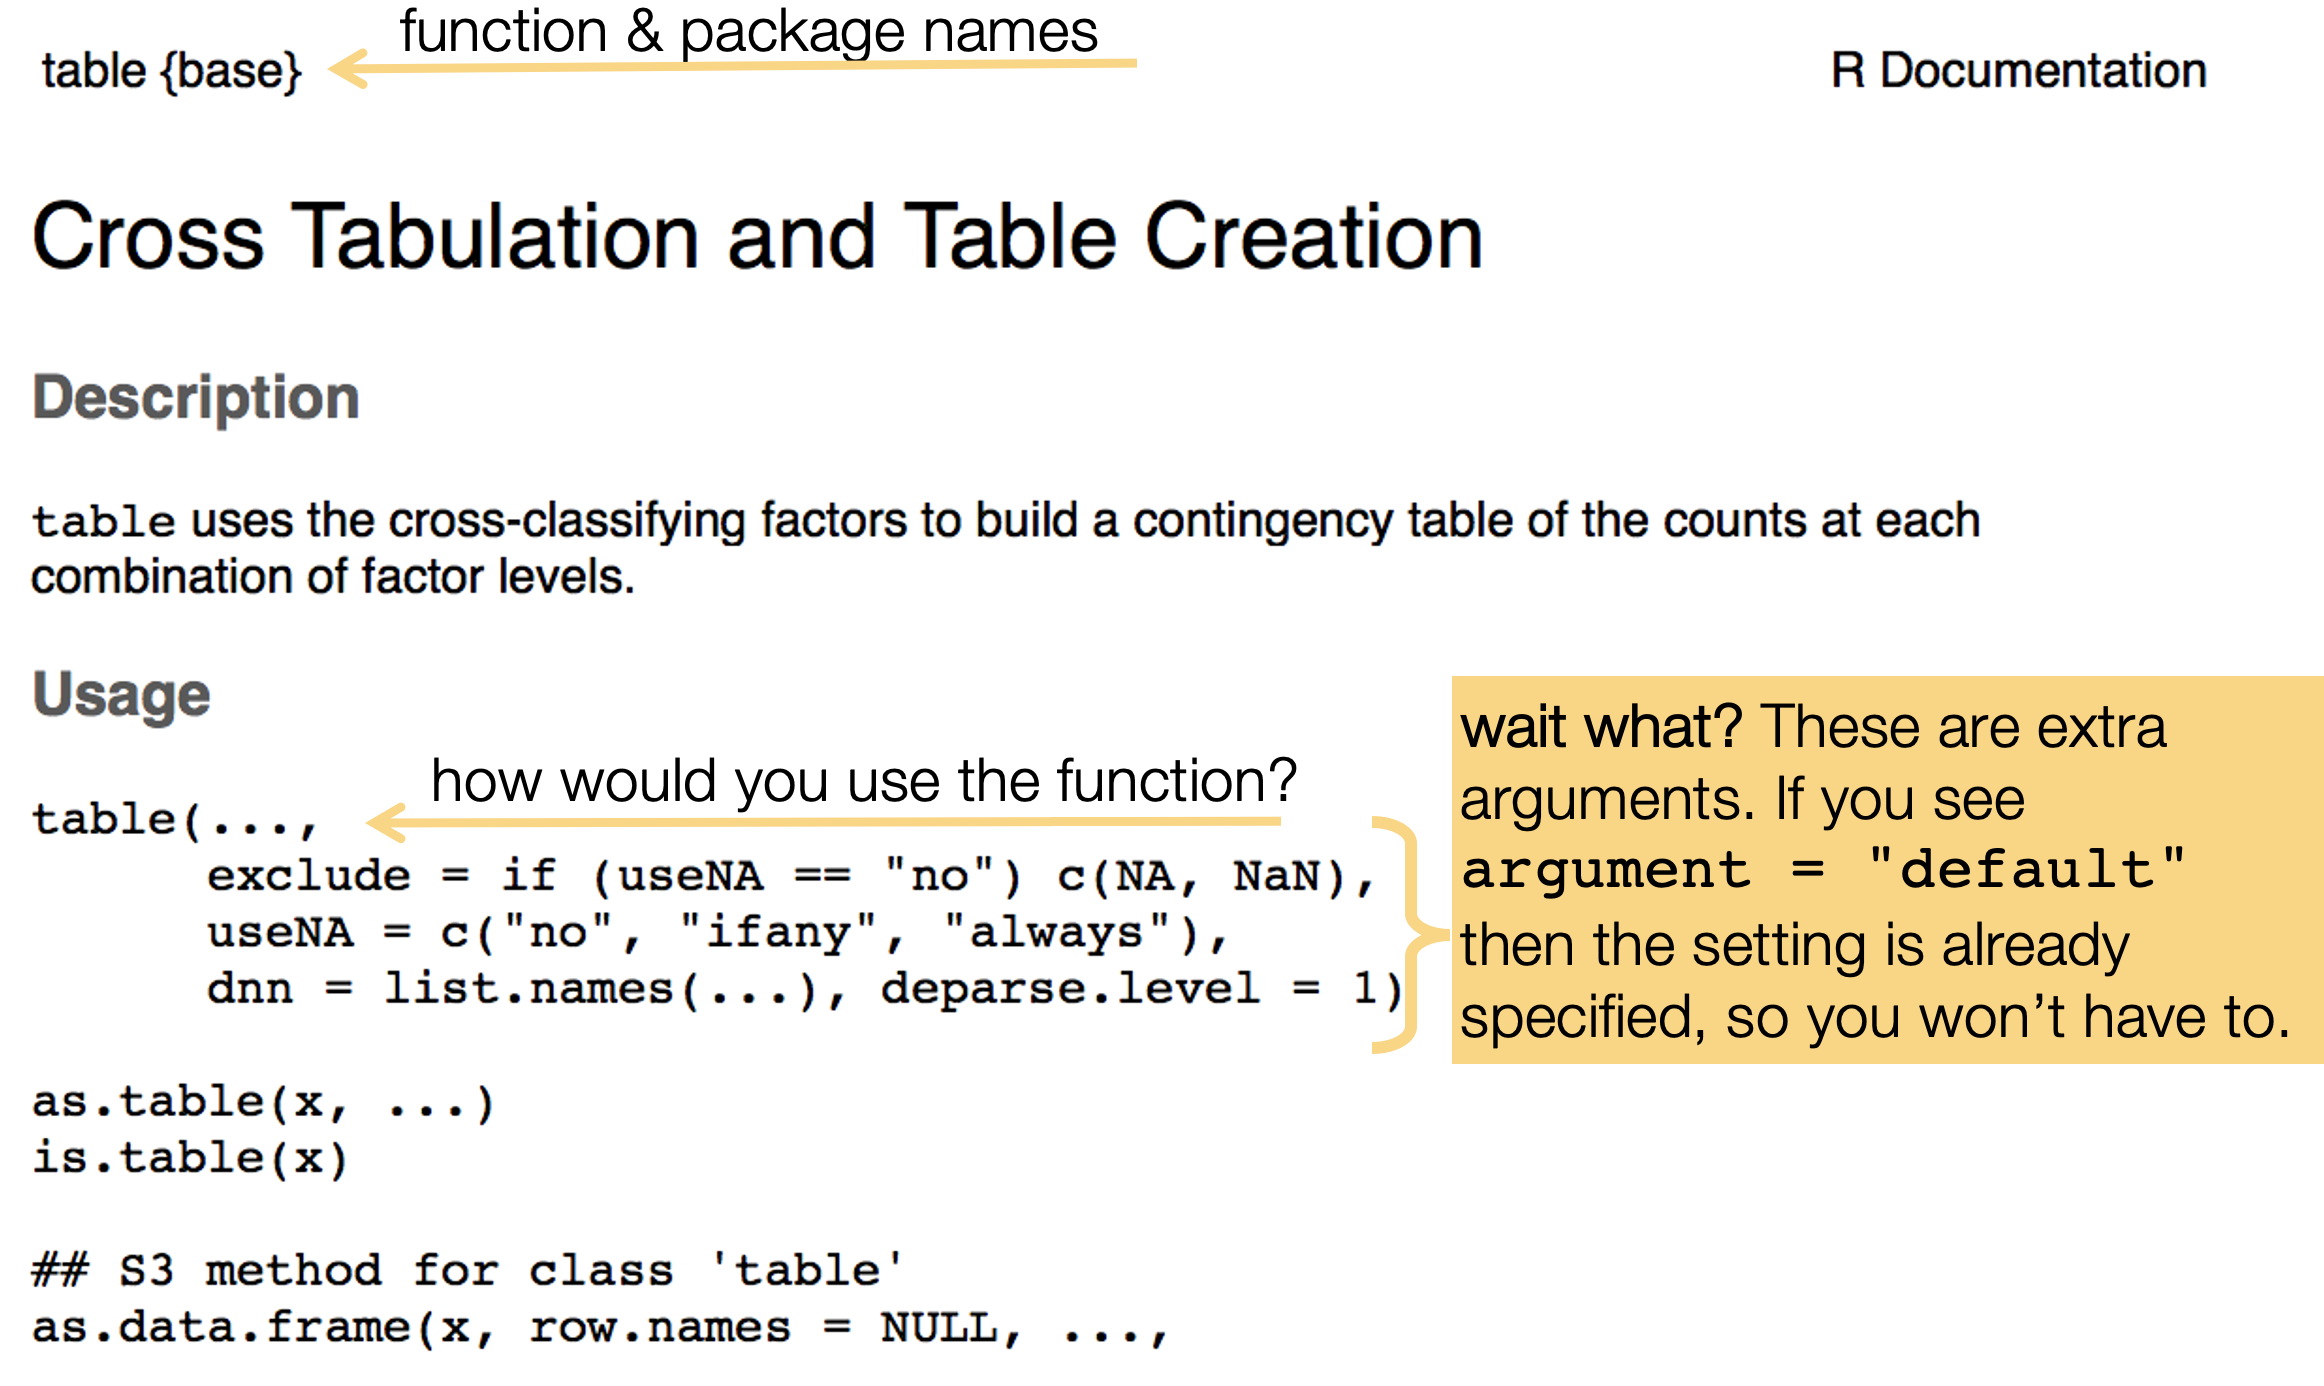 function & package names
table {base}
R Documentation
Cross Tabulation and Table Creation
Description
table uses the cross-classifying factors to build a contingency table of the counts at each
combination of factor levels.
Usage
how would you use the function?
table(...,
exclude = if (useNA == "no") c(NA, NaN),
useNA = c("no", "ifany", "always"),
dnn = list.names(...), deparse.level = 1)
wait what? These are extra
arguments. If you see
argument = "default"
then the setting is already
specified, so you won’t have to.
as.table(x, ...)
is.table(x)
## S3 method for class 'table'
as.data.frame(x, row.names = NULL, ...,